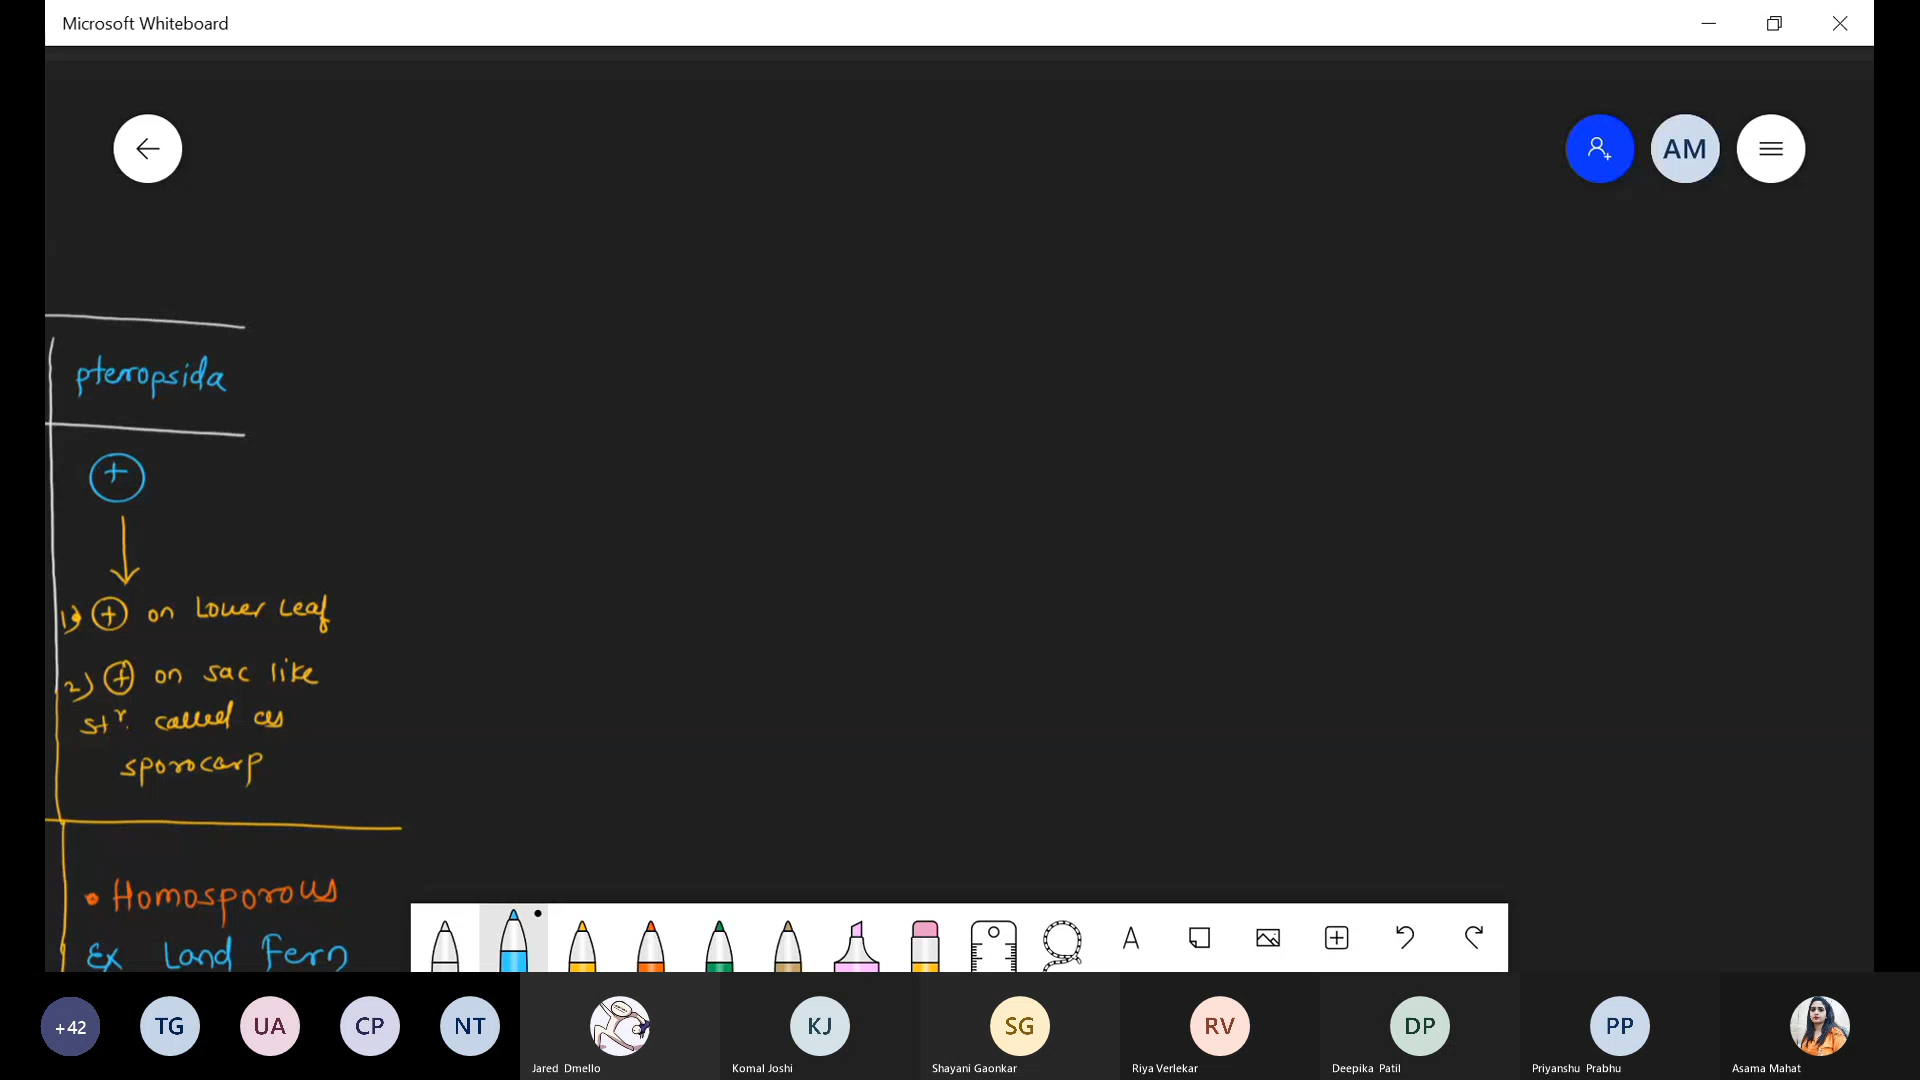 Microsoft Whiteboard
AM
pteropsida
+
1) + on Lower Leaf
2) + on sac like
str. called as
sporocarp
• Homosporous
Ex Land Fern
A
+42
TG
UA
CP
NT
KJ
SG
RV
DP
PP
Jared Dmello
Komal Joshi
Shayani Gaonkar
Riya Verlekar
Deepika Patil
Priyanshu Prabhu
Asama Mahat